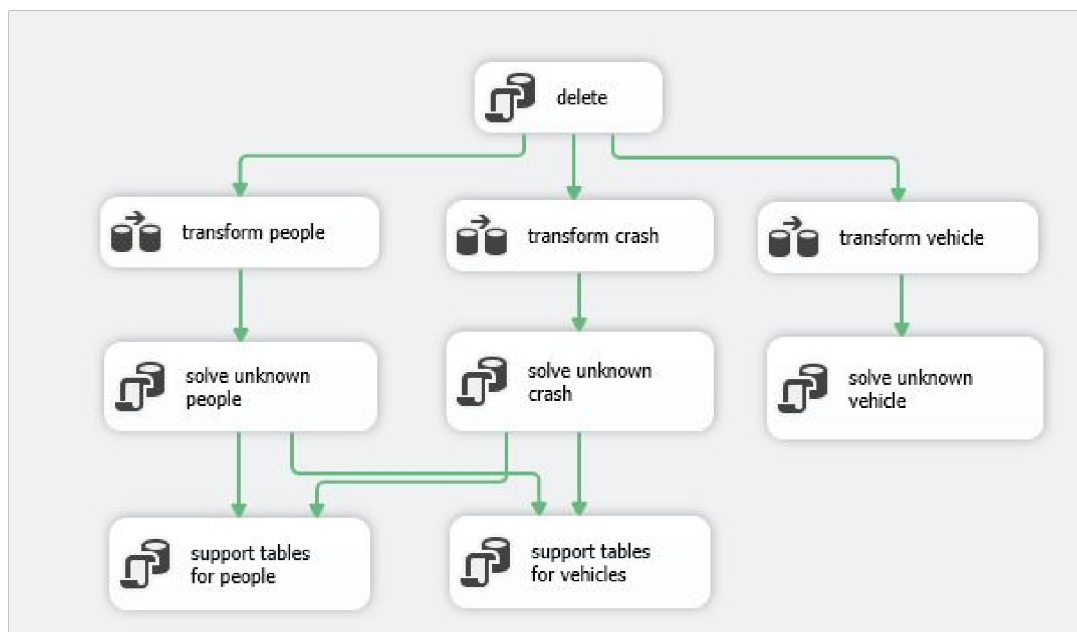 delete
transform people
transform crash
transform vehicle
solve unknown
people
solve unknown
crash
solve unknown
vehicle
support tables
for people
support tables
for vehicles